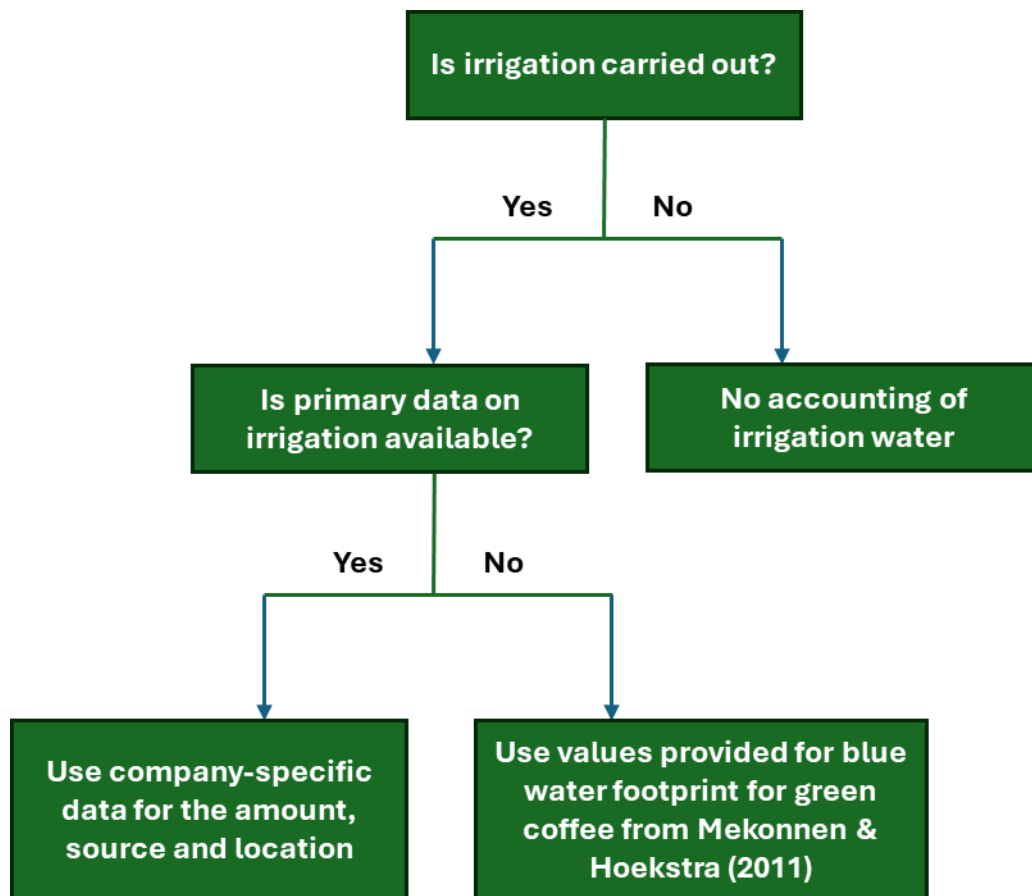 Is irrigation carried out?
Yes
No
Is primary data on
irrigation available?
No accounting of
irrigation water
Yes
No
Use company-specific
data for the amount,
source and location
Use values provided for blue
water footprint for green
coffee from Mekonnen &
Hoekstra (2011)